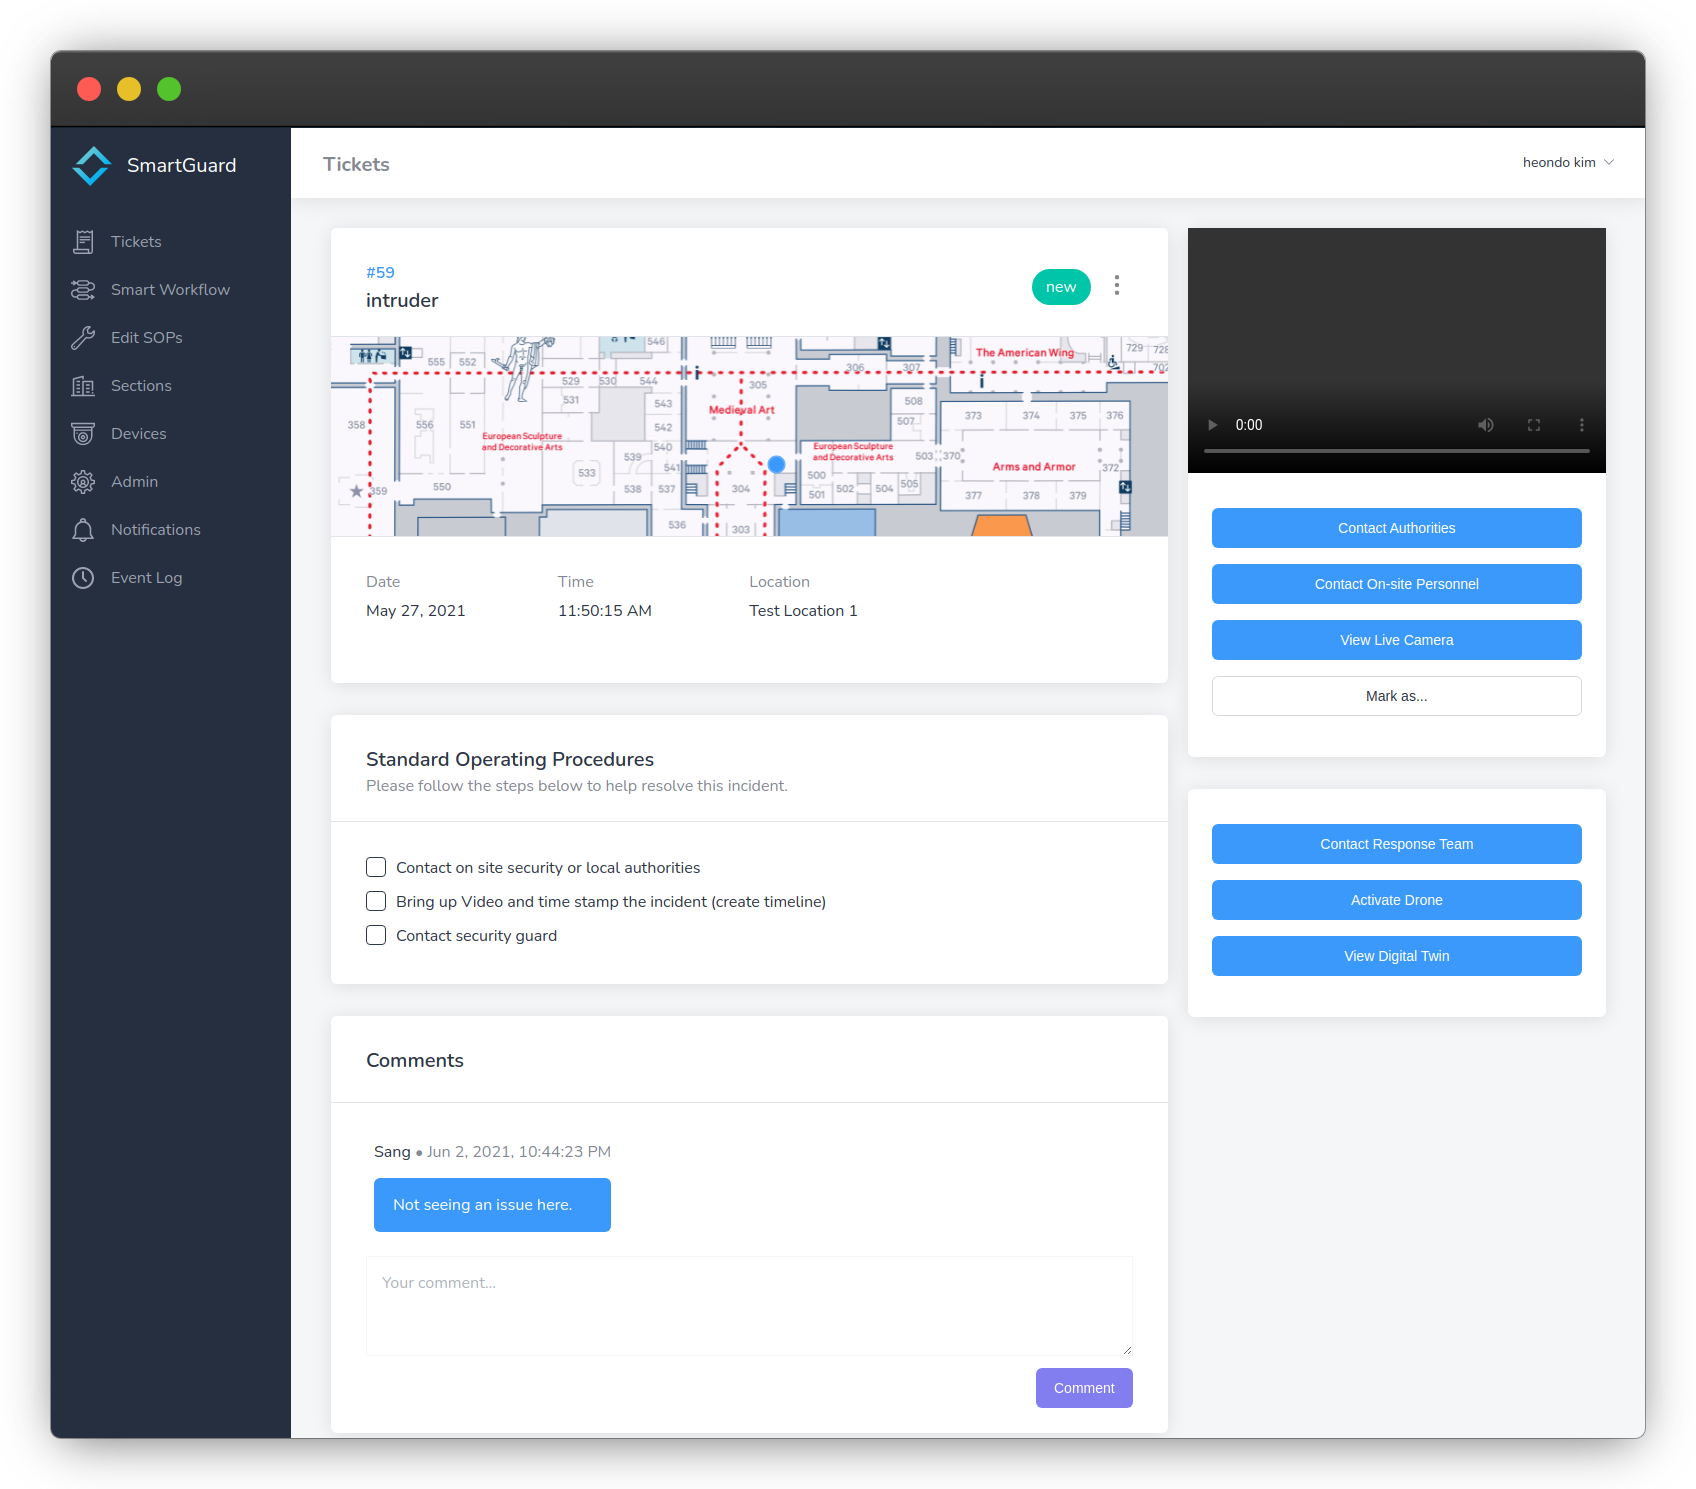 SmartGuard
Tickets
heondo kim
Tickets
Smart Workflow
Edit SOPs
Sections
Devices
Admin
Notifications
Event Log
#59
intruder
new
555 552 546 The American Wing 729 728
529 530 544 305 306 307 702
531 543 Medieval Art 508 373 374 375 376
358 556 551 542 507
European Sculpture
and Decorative Arts
European Sculpture
and Decorative Arts
540 539 541 503 370 Arms and Armor 372
533 500
359 550 538 537 304 501 502 504 505 377 378 379
536 303
Date Time Location
May 27, 2021 11:50:15 AM Test Location 1
0:00
Contact Authorities
Contact On-site Personnel
View Live Camera
Mark as...
Standard Operating Procedures
Please follow the steps below to help resolve this incident.
Contact on site security or local authorities
Bring up Video and time stamp the incident (create timeline)
Contact security guard
Contact Response Team
Activate Drone
View Digital Twin
Comments
Sang ● Jun 2, 2021, 10:44:23 PM
Not seeing an issue here.
Your comment...
Comment